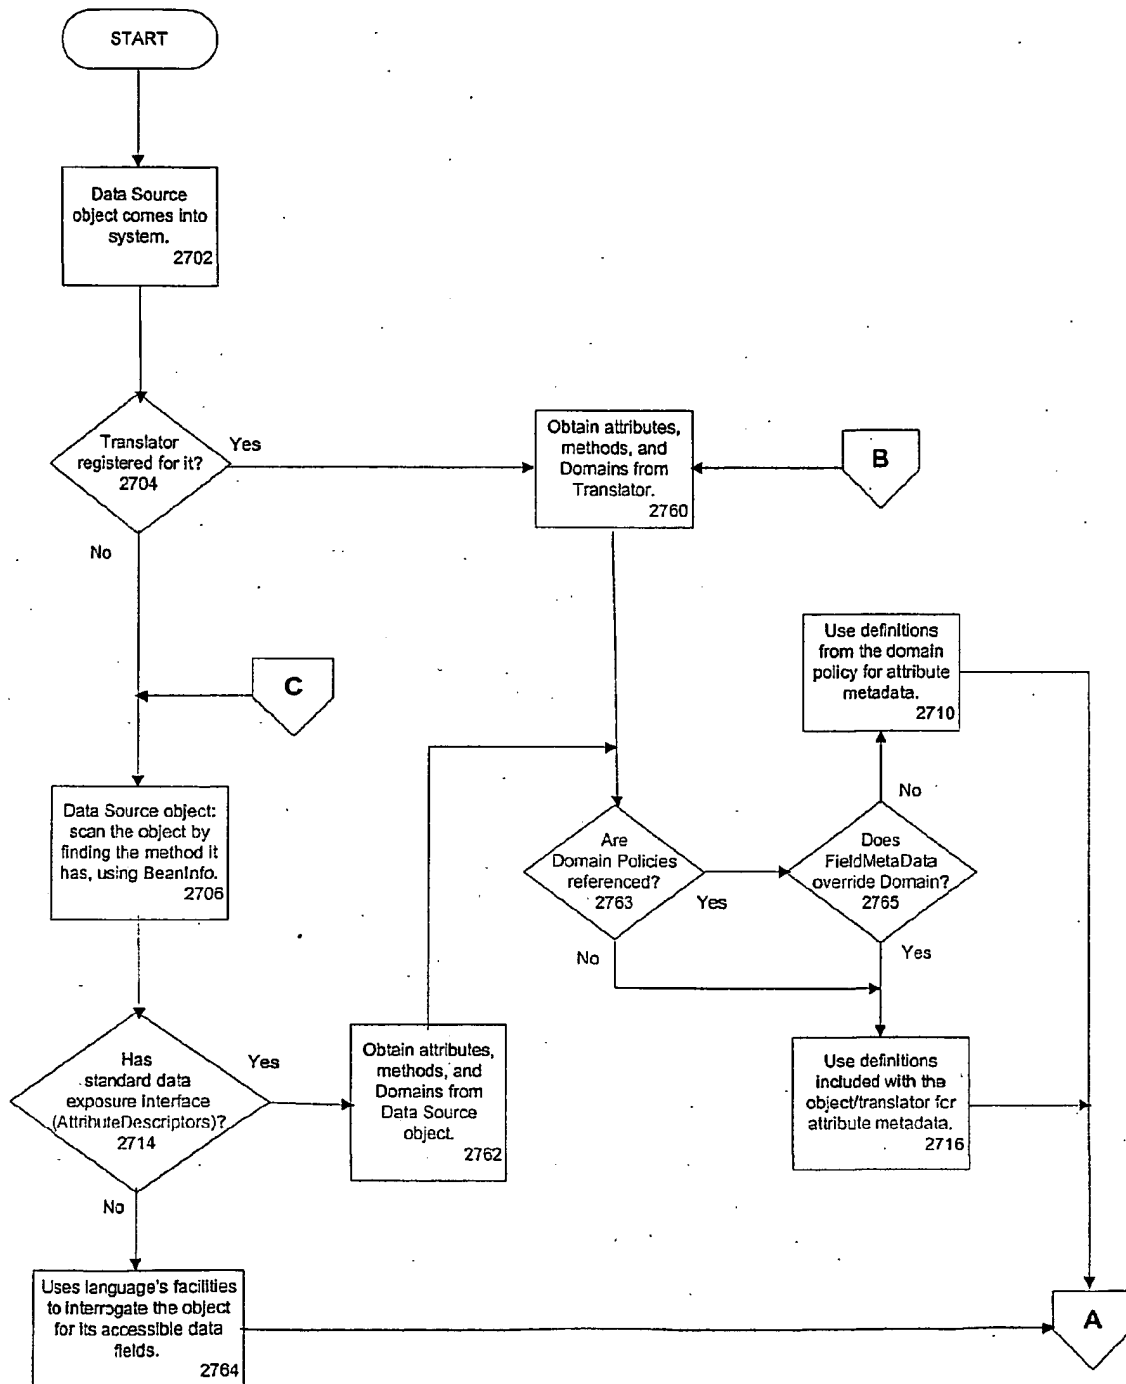 START
Data Source
object comes into
system.
2702
Translator
registered for it?
2704
Yes
No
Obtain attributes,
methods, and
Domains from
Translator.
2760
B
C
Use definitions
from the domain
policy for attribute
metadata.
2710
No
Data Source object:
scan the object by
finding the method it
has, using BeanInfo.
2706
Are
Domain Policies
referenced?
2763
Yes
No
Does
FieldMetaData
override Domain?
2765
Yes
Has
standard data
exposure interface
(AttributeDescriptors)?
2714
Yes
No
Obtain attributes,
methods, and
Domains from
Data Source
object.
2762
Use definitions
included with the
object/translator for
attribute metadata.
2716
Uses language's facilities
to interrogate the object
for its accessible data
fields.
2764
A